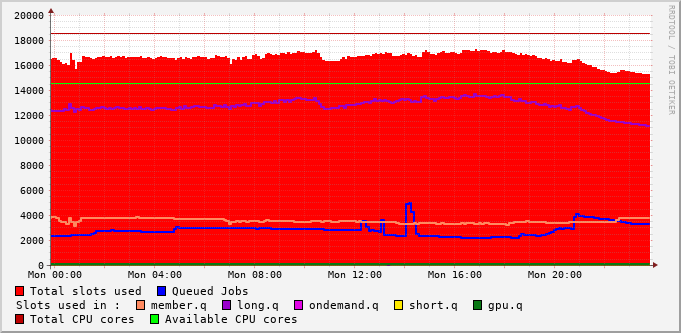 RRDTOOL / TOBI OETIKER
20000
18000
16000
14000
12000
10000
8000
6000
4000
2000
0
Mon 00:00 Mon 04:00 Mon 08:00 Mon 12:00 Mon 16:00 Mon 20:00
Total slots used Queued Jobs
Slots used in : member.q long.q ondemand.q short.q gpu.q
Total CPU cores Available CPU cores